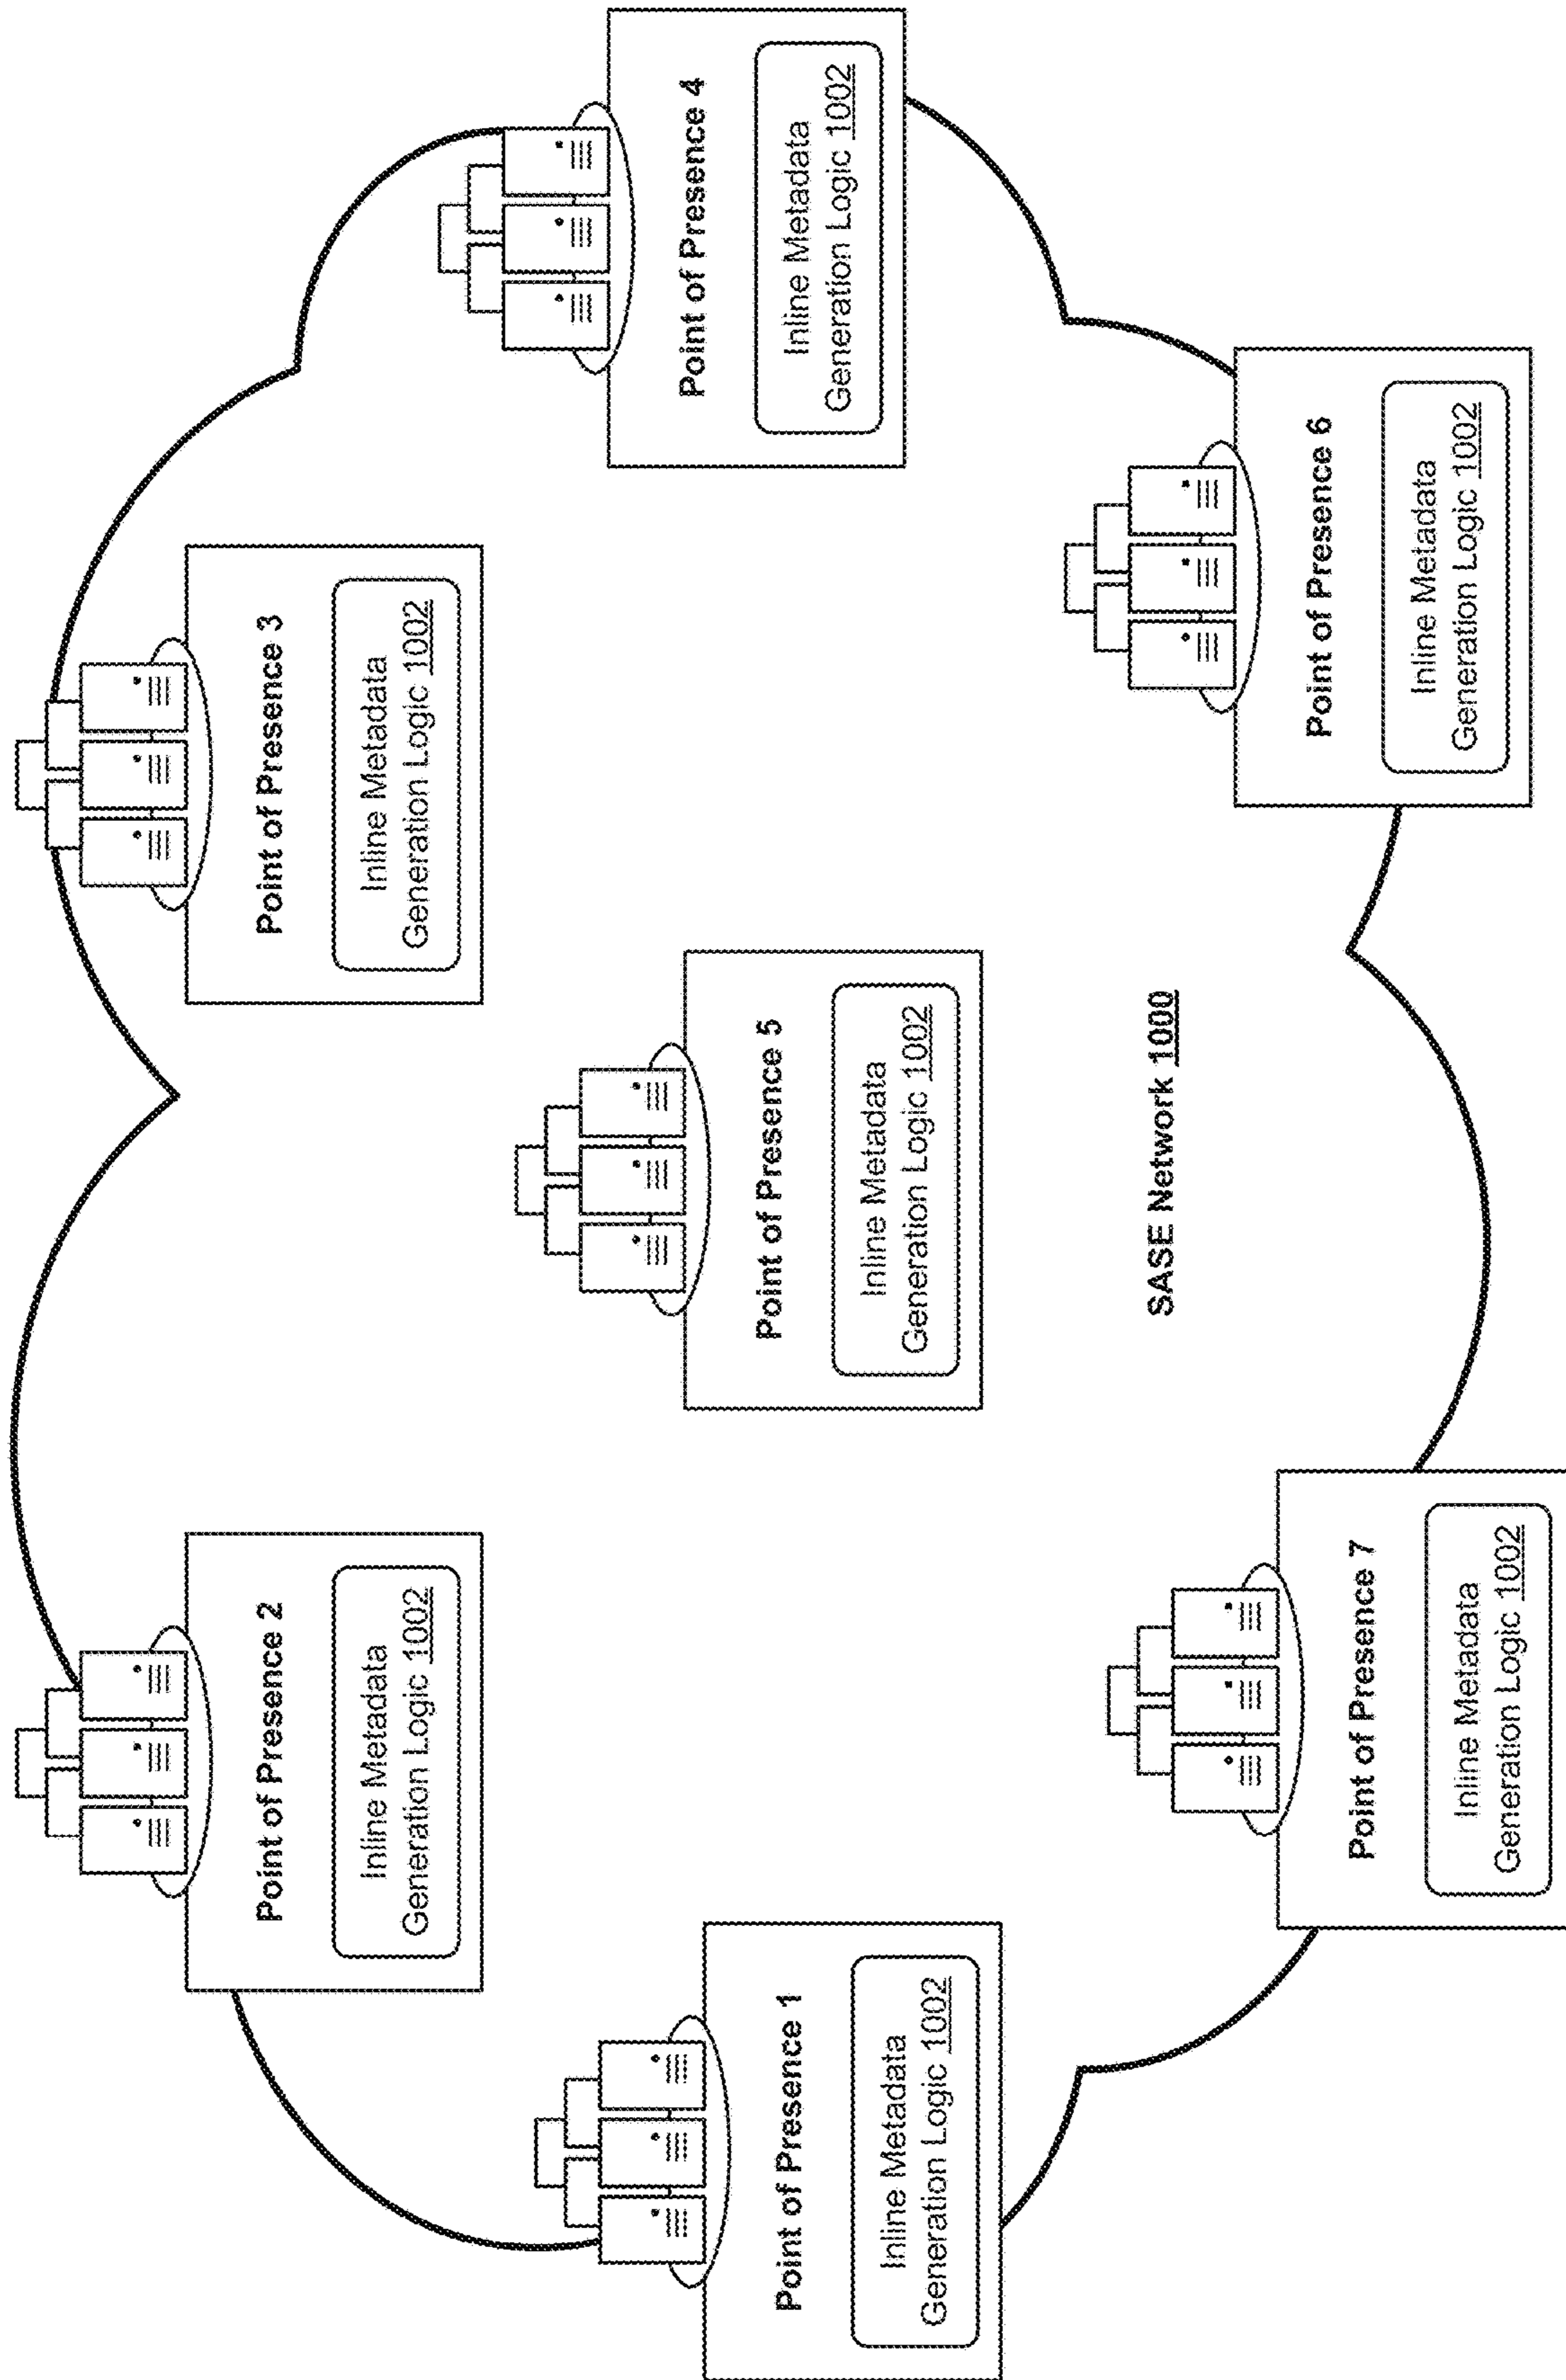 Point of Presence 1
Inline Metadata
Generation Logic 1002
Point of Presence 2
Inline Metadata
Generation Logic 1002
Point of Presence 3
Inline Metadata
Generation Logic 1002
Point of Presence 4
Inline Metadata
Generation Logic 1002
Point of Presence 5
Inline Metadata
Generation Logic 1002
Point of Presence 6
Inline Metadata
Generation Logic 1002
Point of Presence 7
Inline Metadata
Generation Logic 1002
SASE Network 1000